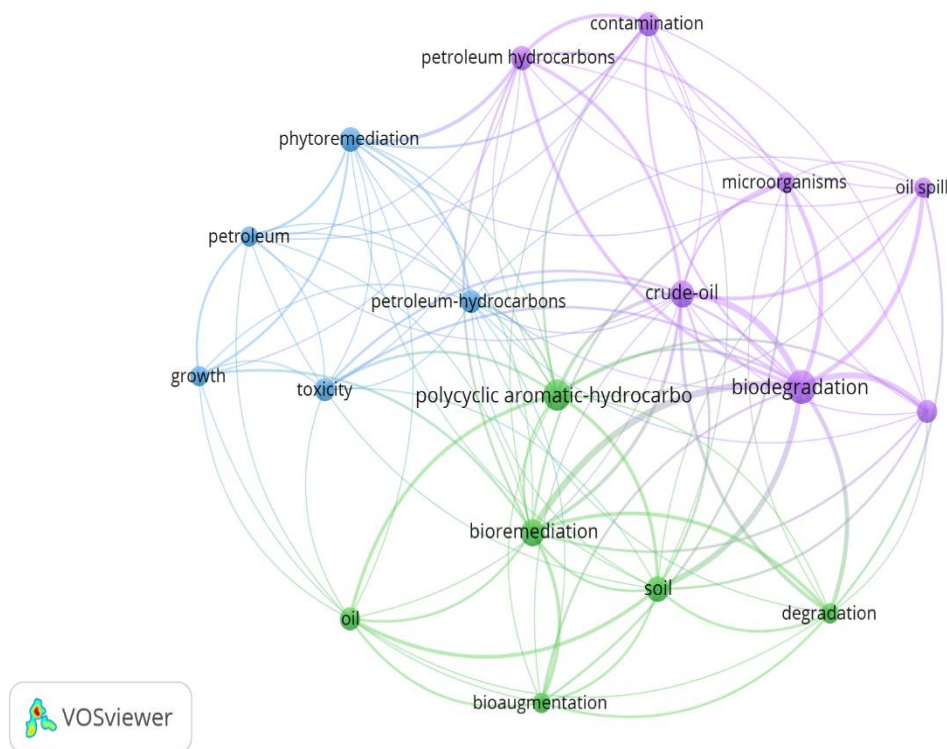 contamination
petroleum hydrocarbons
phytoremediation
microorganisms
oil spill
petroleum
petroleum-hydrocarbons
crude-oil
growth
toxicity
polycyclic aromatic-hydrocarbo
biodegradation
bioremediation
soil
oil
degradation
bioaugmentation
VOSviewer